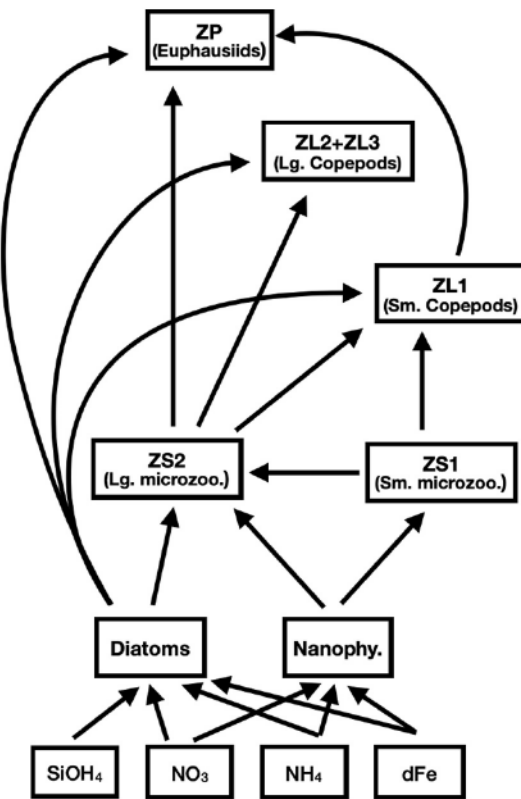 ZP
(Euphausiids)
ZL2+ZL3
(Lg. Copepods)
ZL1
(Sm. Copepods)
ZS2
(Lg. microzoo.)
ZS1
(Sm. microzoo.)
Diatoms
Nanophy.
SiOH₄
NO₃
NH₄
dFe